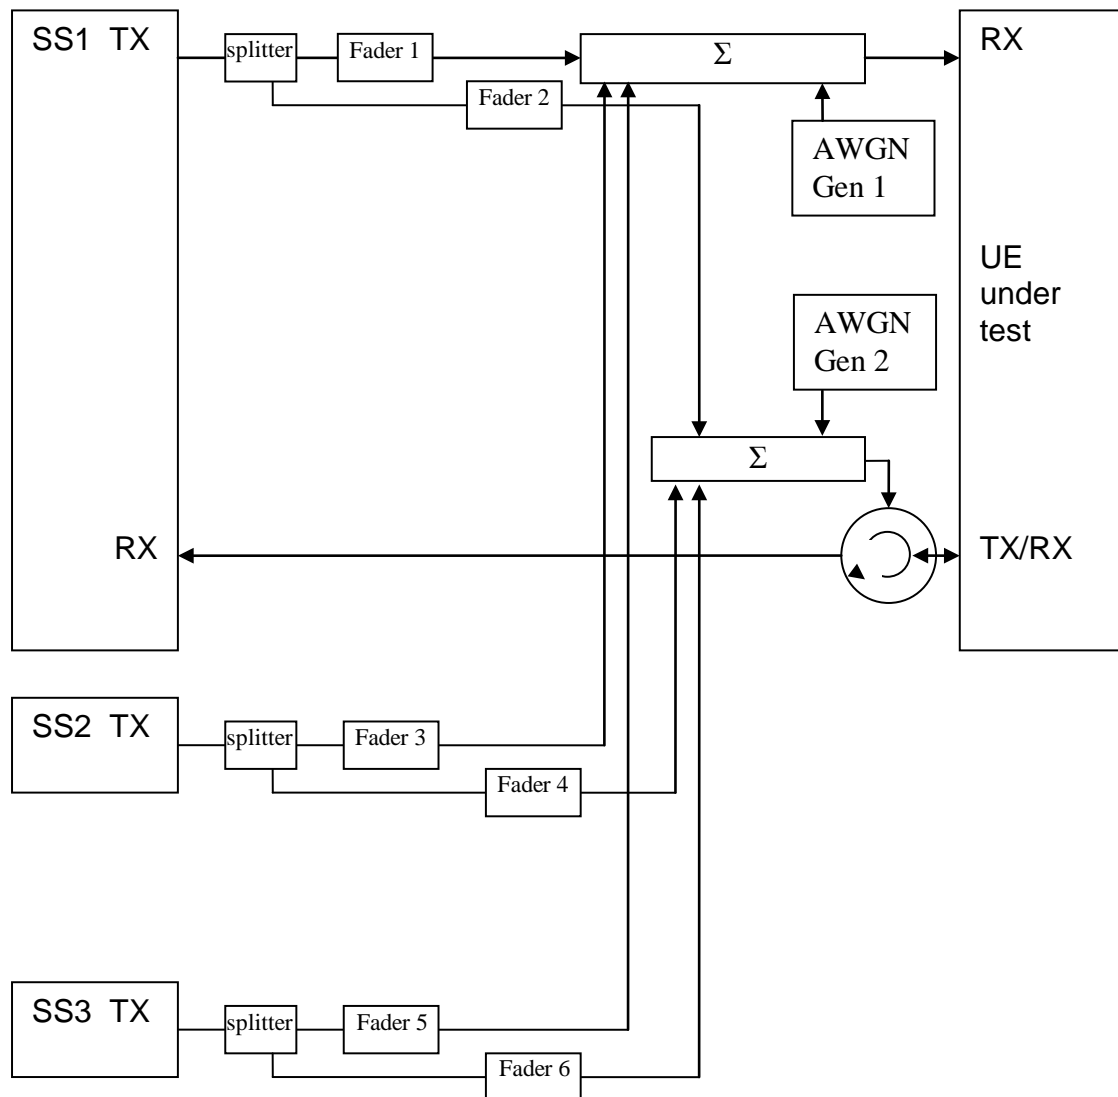 SS1 TX
splitter
Fader 1
Σ
RX
Fader 2
AWGN
Gen 1
UE
under
test
AWGN
Gen 2
Σ
RX
TX/RX
SS2 TX
splitter
Fader 3
Fader 4
SS3 TX
splitter
Fader 5
Fader 6